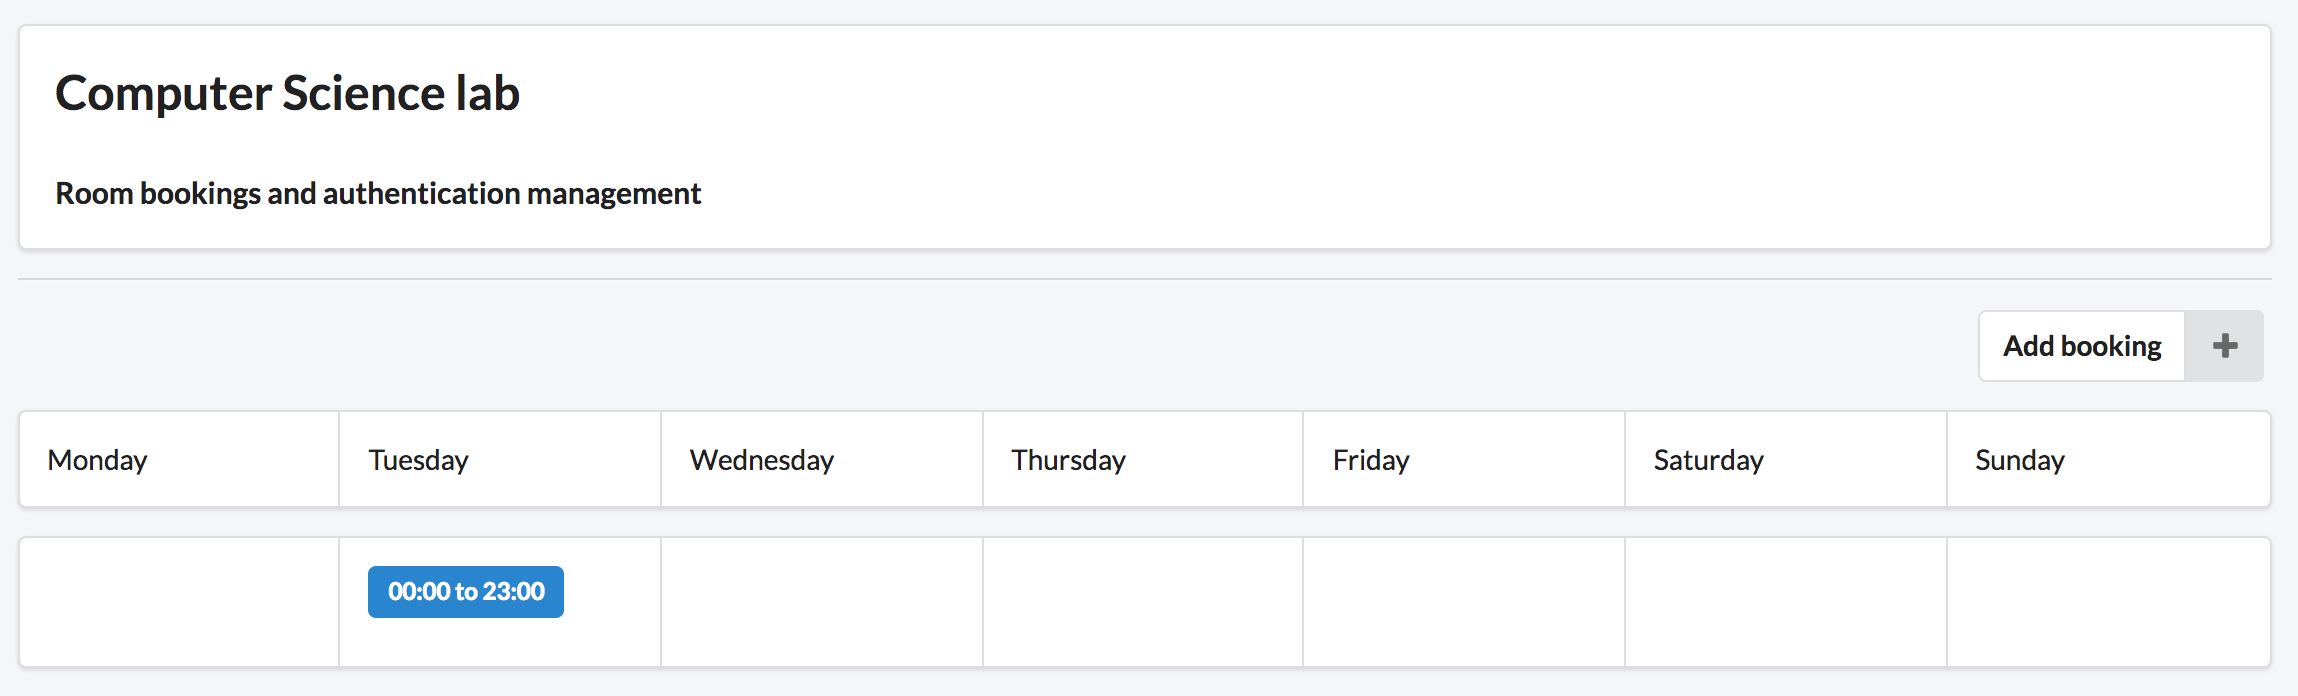 Computer Science lab
Room bookings and authentication management
Add booking
Monday Tuesday Wednesday Thursday Friday Saturday Sunday
00:00 to 23:00